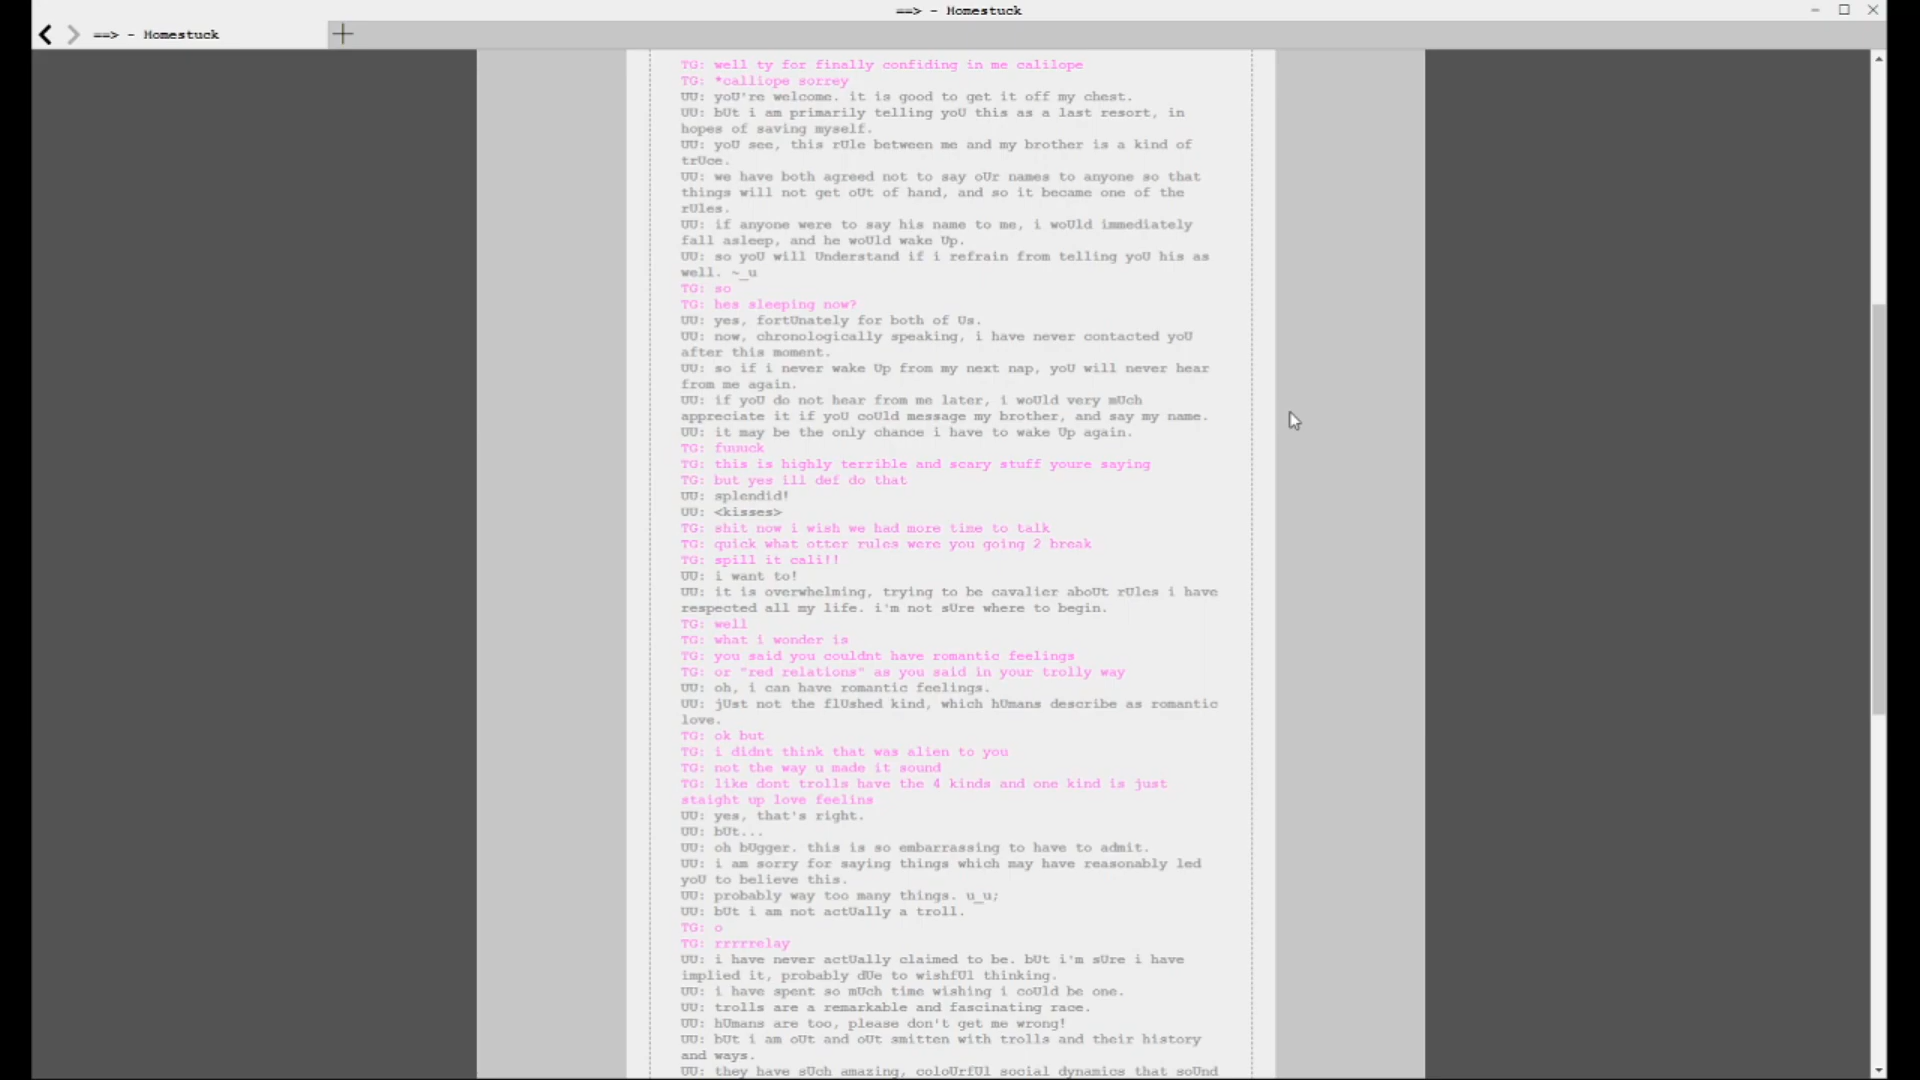 ==> - Homestuck
==> - Homestuck
TG: well ty for finally confiding in me calilope
TG: *calliope sorrey
UU: yoU're welcome. it is good to get it off my chest.
UU: bUt i am primarily telling yoU this as a last resort, in
hopes of saving myself.
UU: yoU see, this rUle between me and my brother is a kind of
trUce.
UU: we have both agreed not to say oUr names to anyone so that
things will not get oUt of hand, and so it became one of the
rUles.
UU: if anyone were to say his name to me, i woUld immediately
fall asleep, and he woUld wake Up.
UU: so yoU will Understand if i refrain from telling yoU his as
well. ~_u
TG: so
TG: hes sleeping now?
UU: yes, fortUnately for both of Us.
UU: now, chronologically speaking, i have never contacted yoU
after this moment.
UU: so if i never wake Up from my next nap, yoU will never hear
from me again.
UU: if yoU do not hear from me later, i woUld very mUch
appreciate it if yoU coUld message my brother, and say my name.
UU: it may be the only chance i have to wake Up again.
TG: fuuuck
TG: this is highly terrible and scary stuff youre saying
TG: but yes ill def do that
UU: splendid!
UU: <kisses>
TG: shit now i wish we had more time to talk
TG: quick what otter rules were you going 2 break
TG: spill it cali!!
UU: i want to!
UU: it is overwhelming, trying to be cavalier aboUt rUles i have
respected all my life. i'm not sUre where to begin.
TG: well
TG: what i wonder is
TG: you said you couldnt have romantic feelings
TG: or "red relations" as you said in your trolly way
UU: oh, i can have romantic feelings.
UU: jUst not the flUshed kind, which hUmans describe as romantic
love.
TG: ok but
TG: i didnt think that was alien to you
TG: not the way u made it sound
TG: like dont trolls have the 4 kinds and one kind is just
staight up love feelins
UU: yes, that's right.
UU: bUt...
UU: oh bUgger. this is so embarrassing to have to admit.
UU: i am sorry for saying things which may have reasonably led
yoU to believe this.
UU: probably way too many things. u_u;
UU: bUt i am not actUally a troll.
TG: o
TG: rrrrrelay
UU: i have never actUally claimed to be. bUt i'm sUre i have
implied it, probably dUe to wishfUl thinking.
UU: i have spent so mUch time wishing i coUld be one.
UU: trolls are a remarkable and fascinating race.
UU: hUmans are too, please don't get me wrong!
UU: bUt i am oUt and oUt smitten with trolls and their history
and ways.
UU: they have sUch amazing, coloUrfUl social dynamics that soUnd